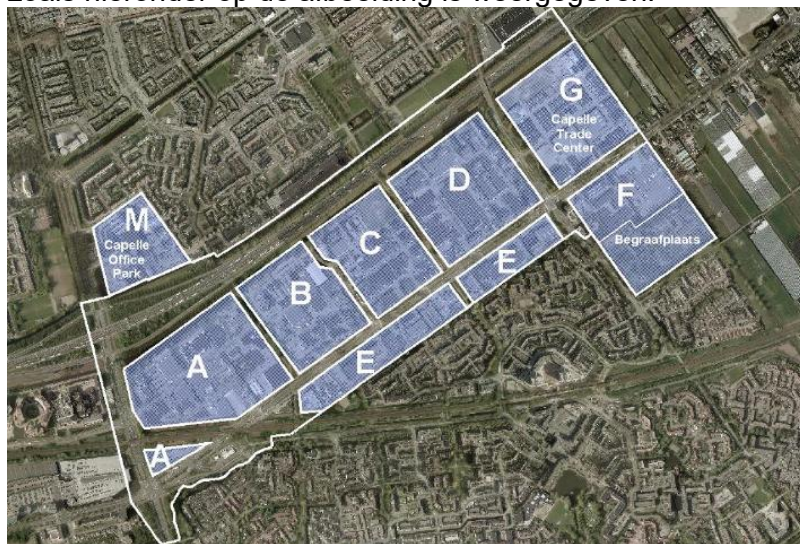 zoals hieronder op de afbeelding is weergegeven.
G
Capelle
Trade
Center
D
F
M
Capelle
Office
Park
C
Begraafplaats
E
B
A
E
A